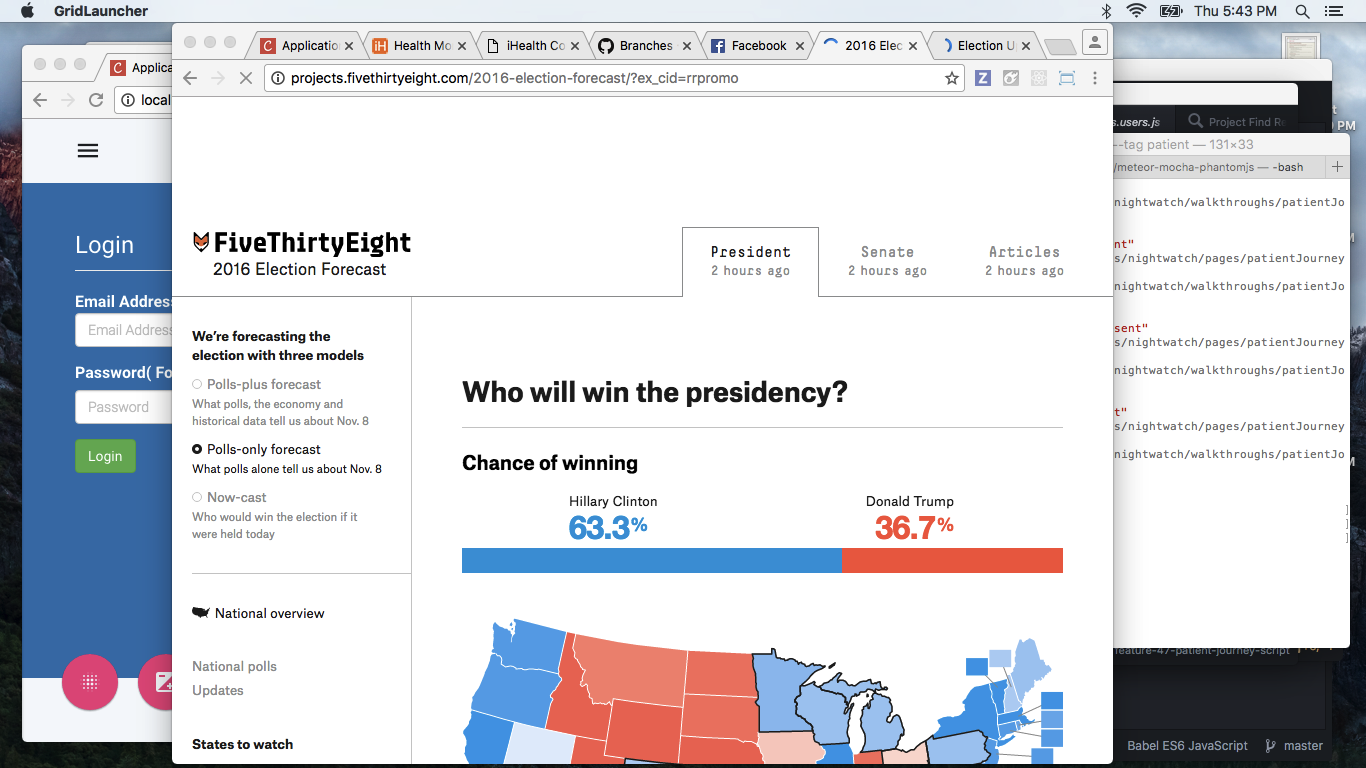 GridLauncher
Thu 5:43 PM
Applicatio
Health Mo
iHealth Co
Branches
Facebook
2016 Elec
Election U
projects.fivethirtyeight.com/2016-election-forecast/?ex_cid=rrpromo
Applica
local
Login
Email Address
Email Address
Password( Fo
Password
Login
FiveThirtyEight
2016 Election Forecast
President
2 hours ago
Senate
2 hours ago
Articles
2 hours ago
We're forecasting the
election with three models
Polls-plus forecast
What polls, the economy and
historical data tell us about Nov. 8
Polls-only forecast
What polls alone tell us about Nov. 8
Now-cast
Who would win the election if it
were held today
National overview
National polls
Updates
States to watch
Who will win the presidency?
Chance of winning
Hillary Clinton
63.3%
Donald Trump
36.7%
s.users.js
Project Find Re
PM
--tag patient — 131×33
/meteor-mocha-phantomjs — -bash
nightwatch/walkthroughs/patientJo
ent"
s/nightwatch/pages/patientJourney
nightwatch/walkthroughs/patientJo
sent"
s/nightwatch/pages/patientJourney
nightwatch/walkthroughs/patientJo
t"
s/nightwatch/pages/patientJourney
nightwatch/walkthroughs/patientJo
]
]
]
feature-47-patient-journey-script
Babel ES6 JavaScript
master